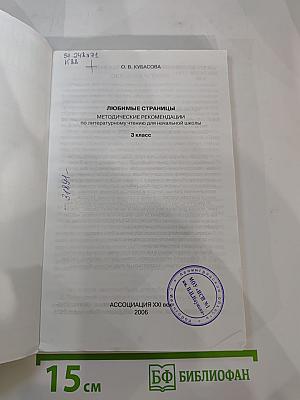 О. В. КУБАСОВА
ЛЮБИМЫЕ СТРАНИЦЫ
МЕТОДИЧЕСКИЕ РЕКОМЕНДАЦИИ
по литературному чтению для начальной школы
3 класс
АССОЦИАЦИЯ XXI
2006
15 см
БФ БИБЛИОФАН